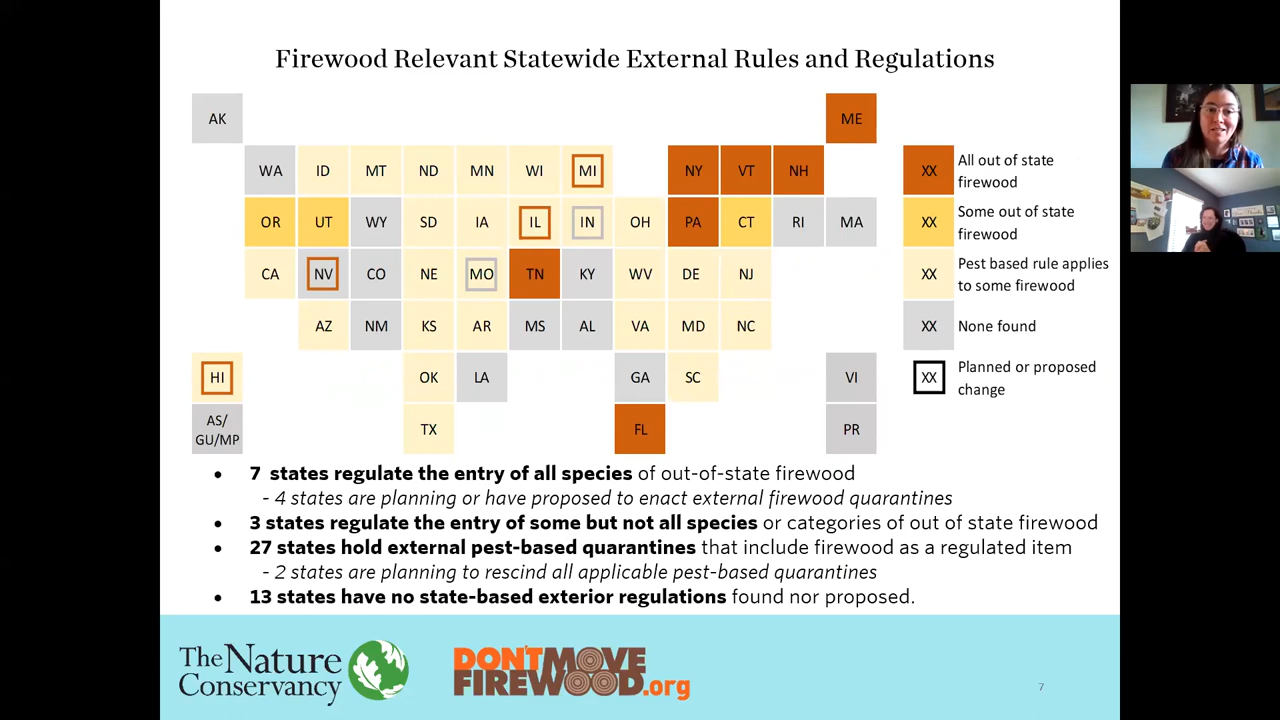 Firewood Relevant Statewide External Rules and Regulations
AK ME
WA ID MT ND MN WI MI NY VT NH XX All out of state
firewood
OR UT WY SD IA IL IN OH PA CT RI MA XX Some out of state
firewood
CA NV CO NE MO TN KY WV DE NJ XX Pest based rule applies
to some firewood
AZ NM KS AR MS AL VA MD NC XX None found
HI OK LA GA SC VI XX Planned or proposed
change
AS/
GU/MP TX FL PR
• 7 states regulate the entry of all species of out-of-state firewood
- 4 states are planning or have proposed to enact external firewood quarantines
• 3 states regulate the entry of some but not all species or categories of out of state firewood
• 27 states hold external pest-based quarantines that include firewood as a regulated item
- 2 states are planning to rescind all applicable pest-based quarantines
• 13 states have no state-based exterior regulations found nor proposed.
The Nature
Conservancy
DON'T MOVE
FIREWOOD.org
7